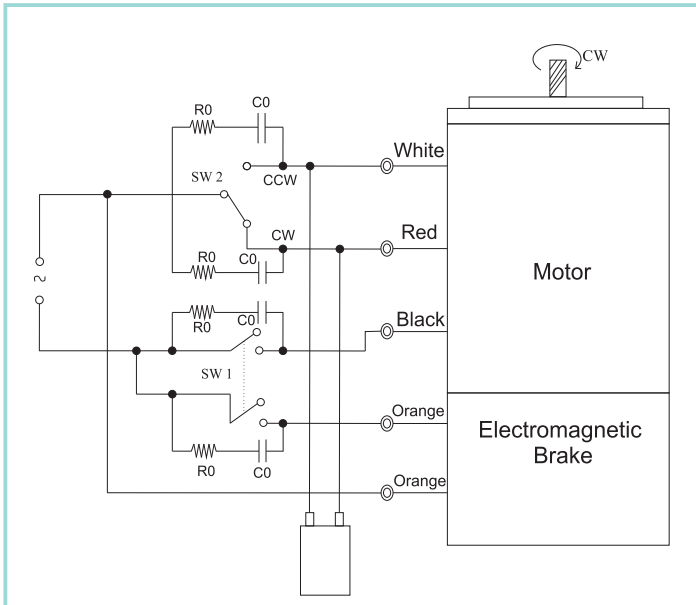 CW
R0
C0
White
SW 2
CCW
CW
Red
R0
C0
~
Motor
R0
C0
Black
SW 1
Orange
Electromagnetic
Brake
R0
C0
Orange